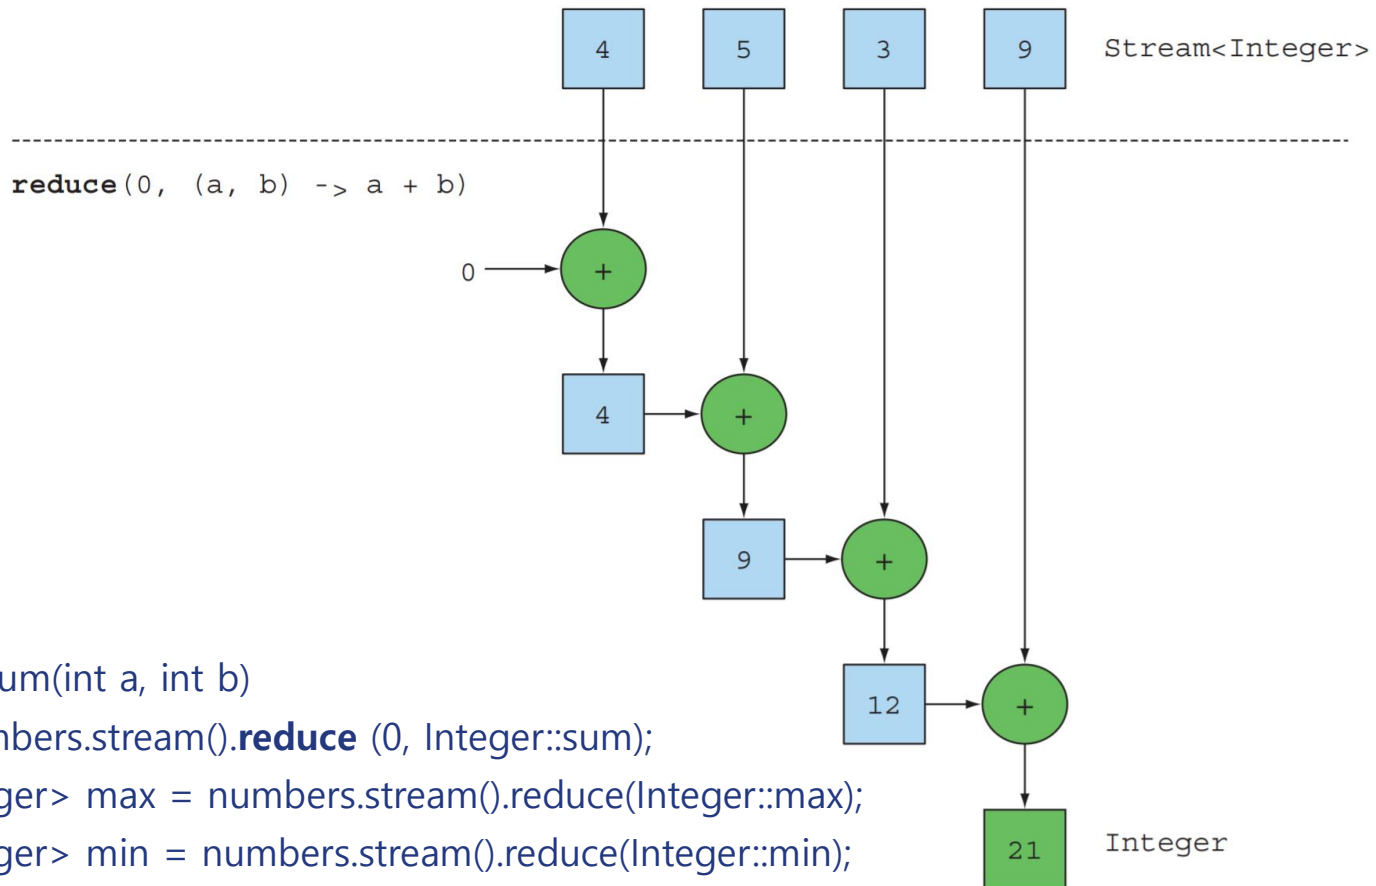 4 5 3 9 Stream<Integer>
reduce(0, (a, b) -> a + b)
0 +
4 +
9 +
12 +
um(int a, int b)
nbers.stream().reduce (0, Integer::sum);
ger> max = numbers.stream().reduce(Integer::max);
ger> min = numbers.stream().reduce(Integer::min);
21 Integer